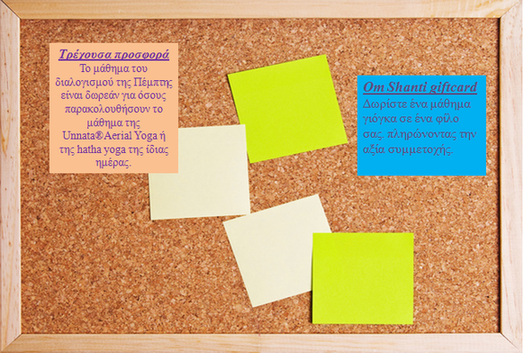 Τρέχουσα προσφορά
Το μάθημα του
διαλογισμού της Πέμπτης
είναι δωρεάν για όσους
παρακολουθήσουν το
μάθημα της
Unnata®Aerial Yoga ή
της hatha yoga της ίδιας
ημέρας.
Om Shanti giftcard
Δωρίστε ένα μάθημα
γιόγκα σε ένα φίλο
σας, πληρώνοντας την
αξία συμμετοχής.